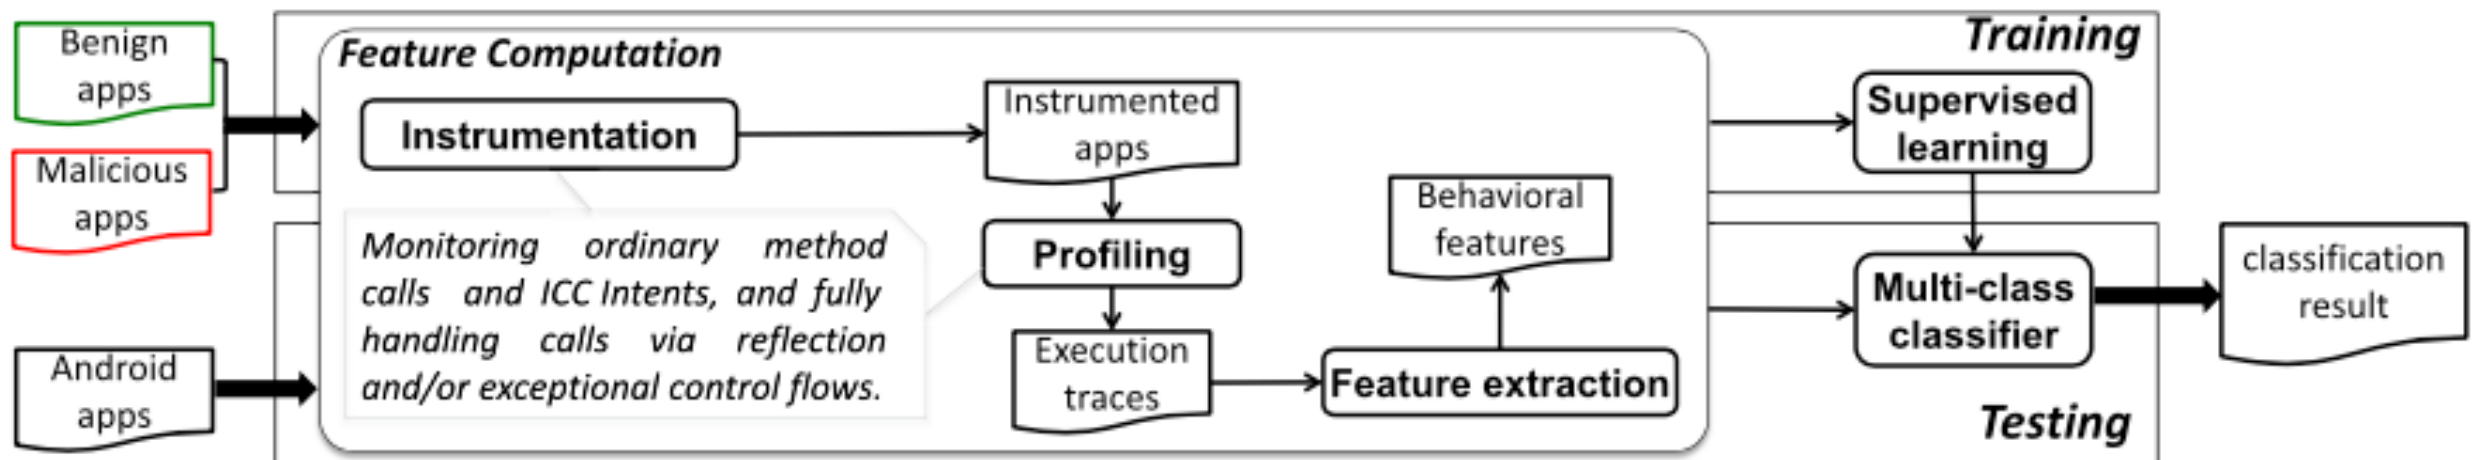 Benign
apps
Malicious
apps
Android
apps
Feature Computation
Instrumentation
Monitoring ordinary method
calls and ICC Intents, and fully
handling calls via reflection
and/or exceptional control flows.
Instrumented
apps
Profiling
Execution
traces
Behavioral
features
Feature extraction
Training
Supervised
learning
Multi-class
classifier
Testing
classification
result